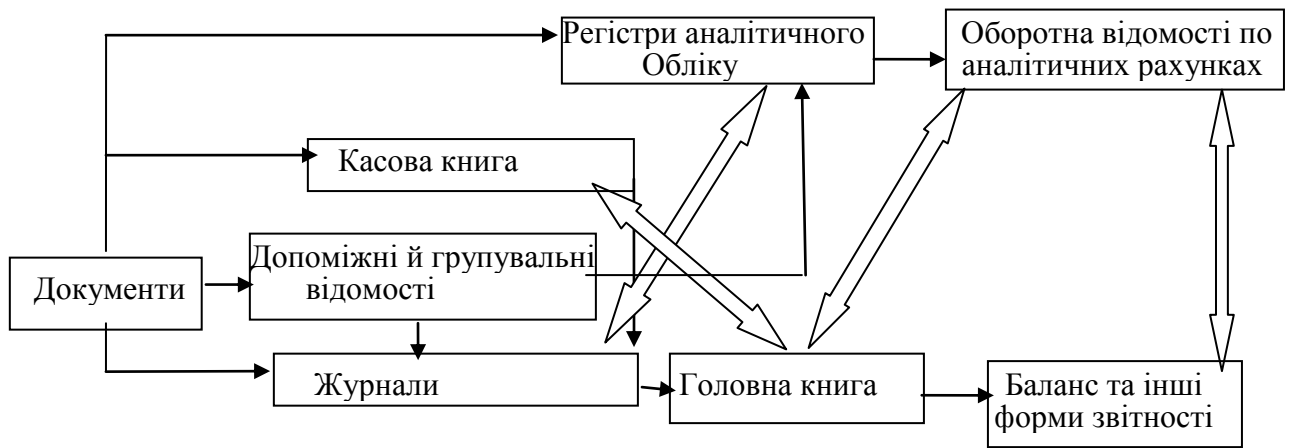 Регістри аналітичного
Обліку
Оборотна відомості по
аналітичних рахунках
Касова книга
Допоміжні й групувальні
відомості
Документи
Журнали
Головна книга
Баланс та інші
форми звітності